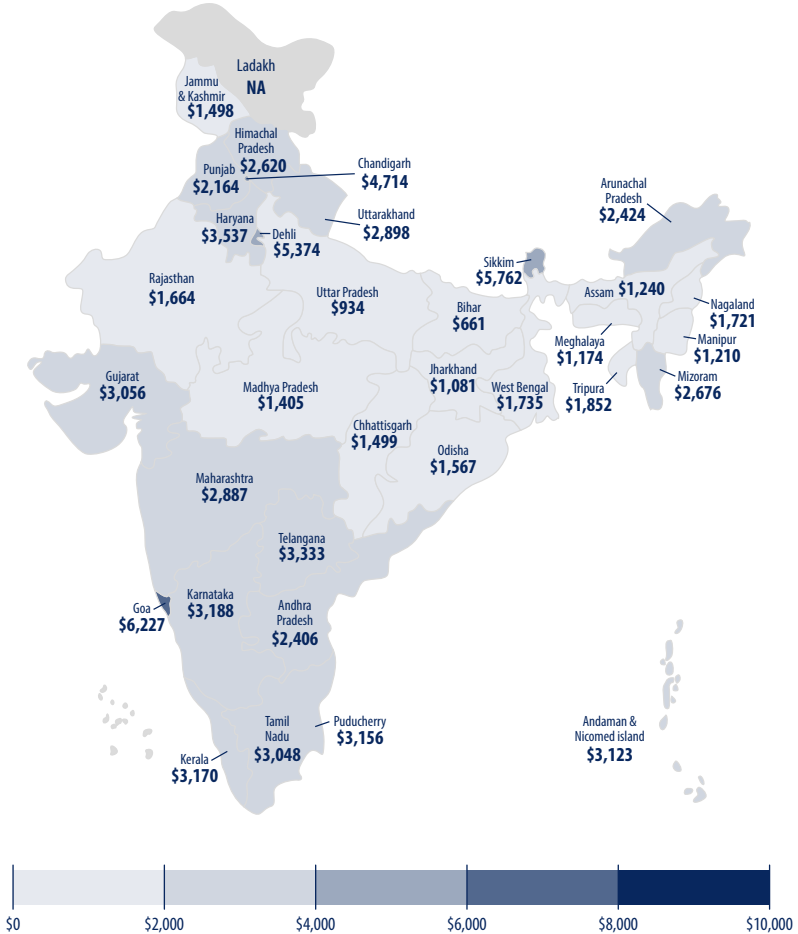 Ladakh
NA
Jammu
& Kashmir
$1,498
Himachal
Pradesh
$2,620
Punjab
$2,164
Chandigarh
$4,714
Uttarakhand
$2,898
Haryana
$3,537
Dehli
$5,374
Arunachal
Pradesh
$2,424
Sikkim
$5,762
Rajasthan
$1,664
Uttar Pradesh
$934
Bihar
$661
Assam $1,240
Nagaland
$1,721
Meghalaya
$1,174
Manipur
$1,210
Gujarat
$3,056
Madhya Pradesh
$1,405
Jharkhand
$1,081
West Bengal
$1,735
Tripura
$1,852
Mizoram
$2,676
Chhattisgarh
$1,499
Odisha
$1,567
Maharashtra
$2,887
Telangana
$3,333
Goa
$6,227
Karnataka
$3,188
Andhra
Pradesh
$2,406
Tamil
Nadu
$3,048
Puducherry
$3,156
Kerala
$3,170
Andaman &
Nicomed island
$3,123
$0 $2,000 $4,000 $6,000 $8,000 $10,000